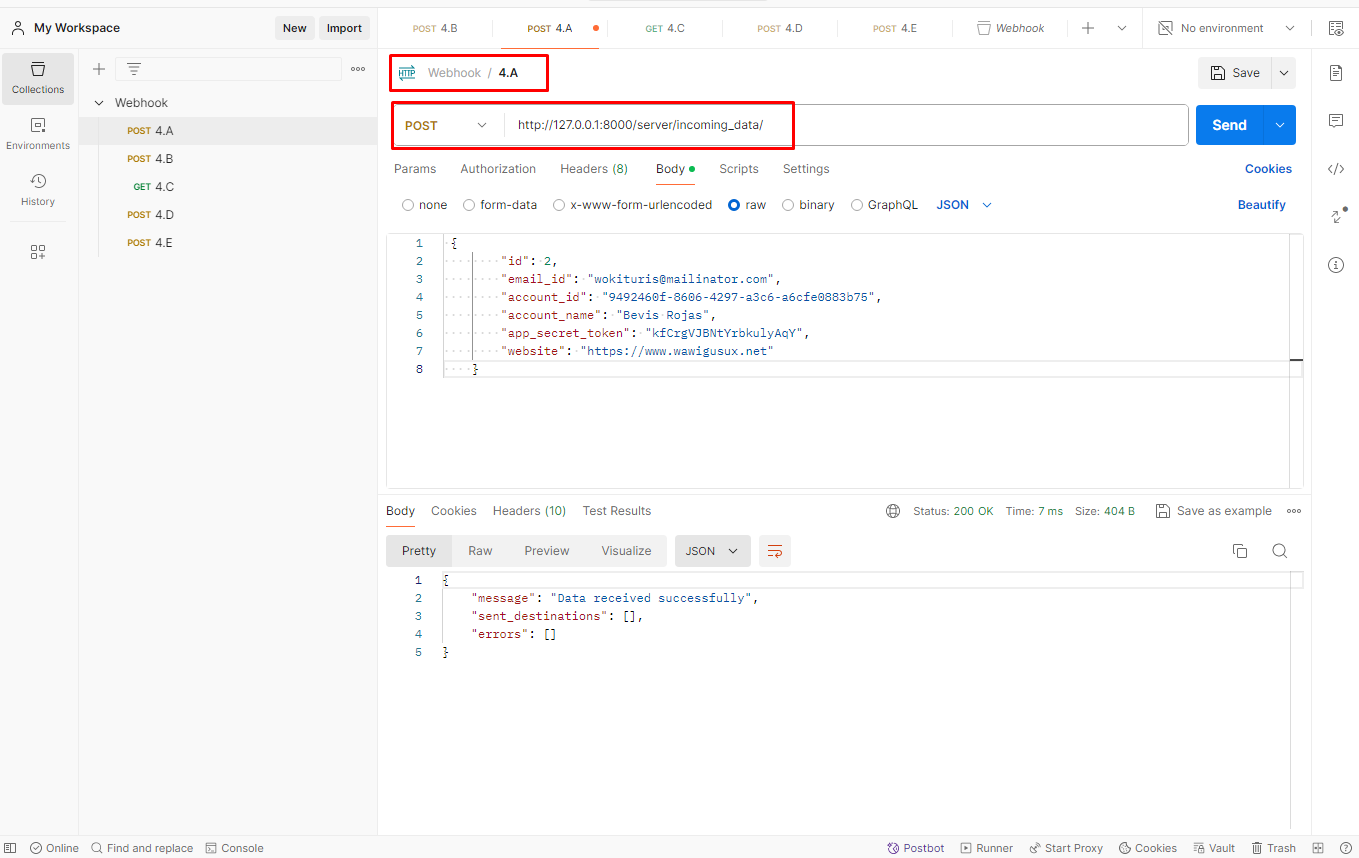 My Workspace
New
Import
POST 4.B
POST 4.A
GET 4.C
POST 4.D
POST 4.E
Webhook
No environment
Collections
Environments
History
Webhook
POST 4.A
POST 4.B
GET 4.C
POST 4.D
POST 4.E
HTTP Webhook / 4.A
Save
POST
http://127.0.0.1:8000/server/incoming_data/
Send
Params Authorization Headers (8) Body Scripts Settings
Cookies
none form-data x-www-form-urlencoded raw binary GraphQL JSON
Beautify
1 {
2 "id": 2,
3 "email_id": "wokituris@mailinator.com",
4 "account_id": "9492460f-8606-4297-a3c6-a6cfe0883b75",
5 "account_name": "Bevis Rojas",
6 "app_secret_token": "kfCrgVJBNtYrbkulyAqY",
7 "website": "https://www.wawigusux.net"
8 }
Body Cookies Headers (10) Test Results
Status: 200 OK Time: 7 ms Size: 404 B
Save as example
Pretty Raw Preview Visualize JSON
1 {
2 "message": "Data received successfully",
3 "sent_destinations": [],
4 "errors": []
5 }
Online Find and replace Console
Postbot Runner Start Proxy Cookies Vault Trash